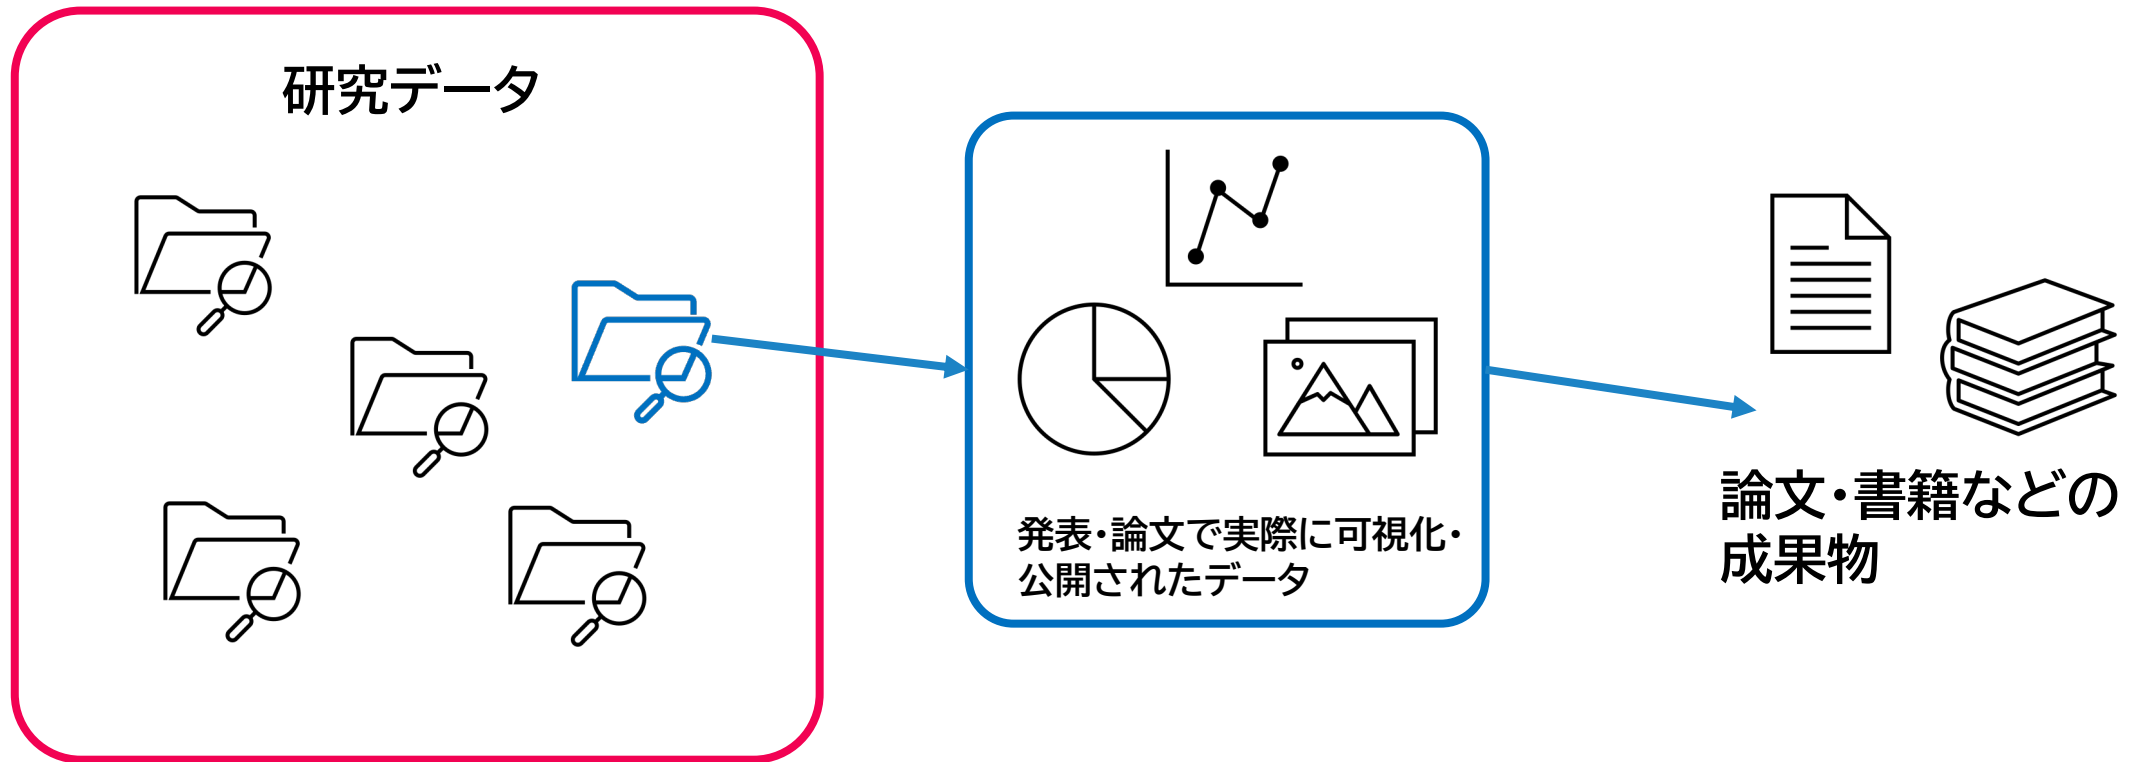 研究データ
発表・論文で実際に可視化・
公開されたデータ
論文・書籍などの
成果物